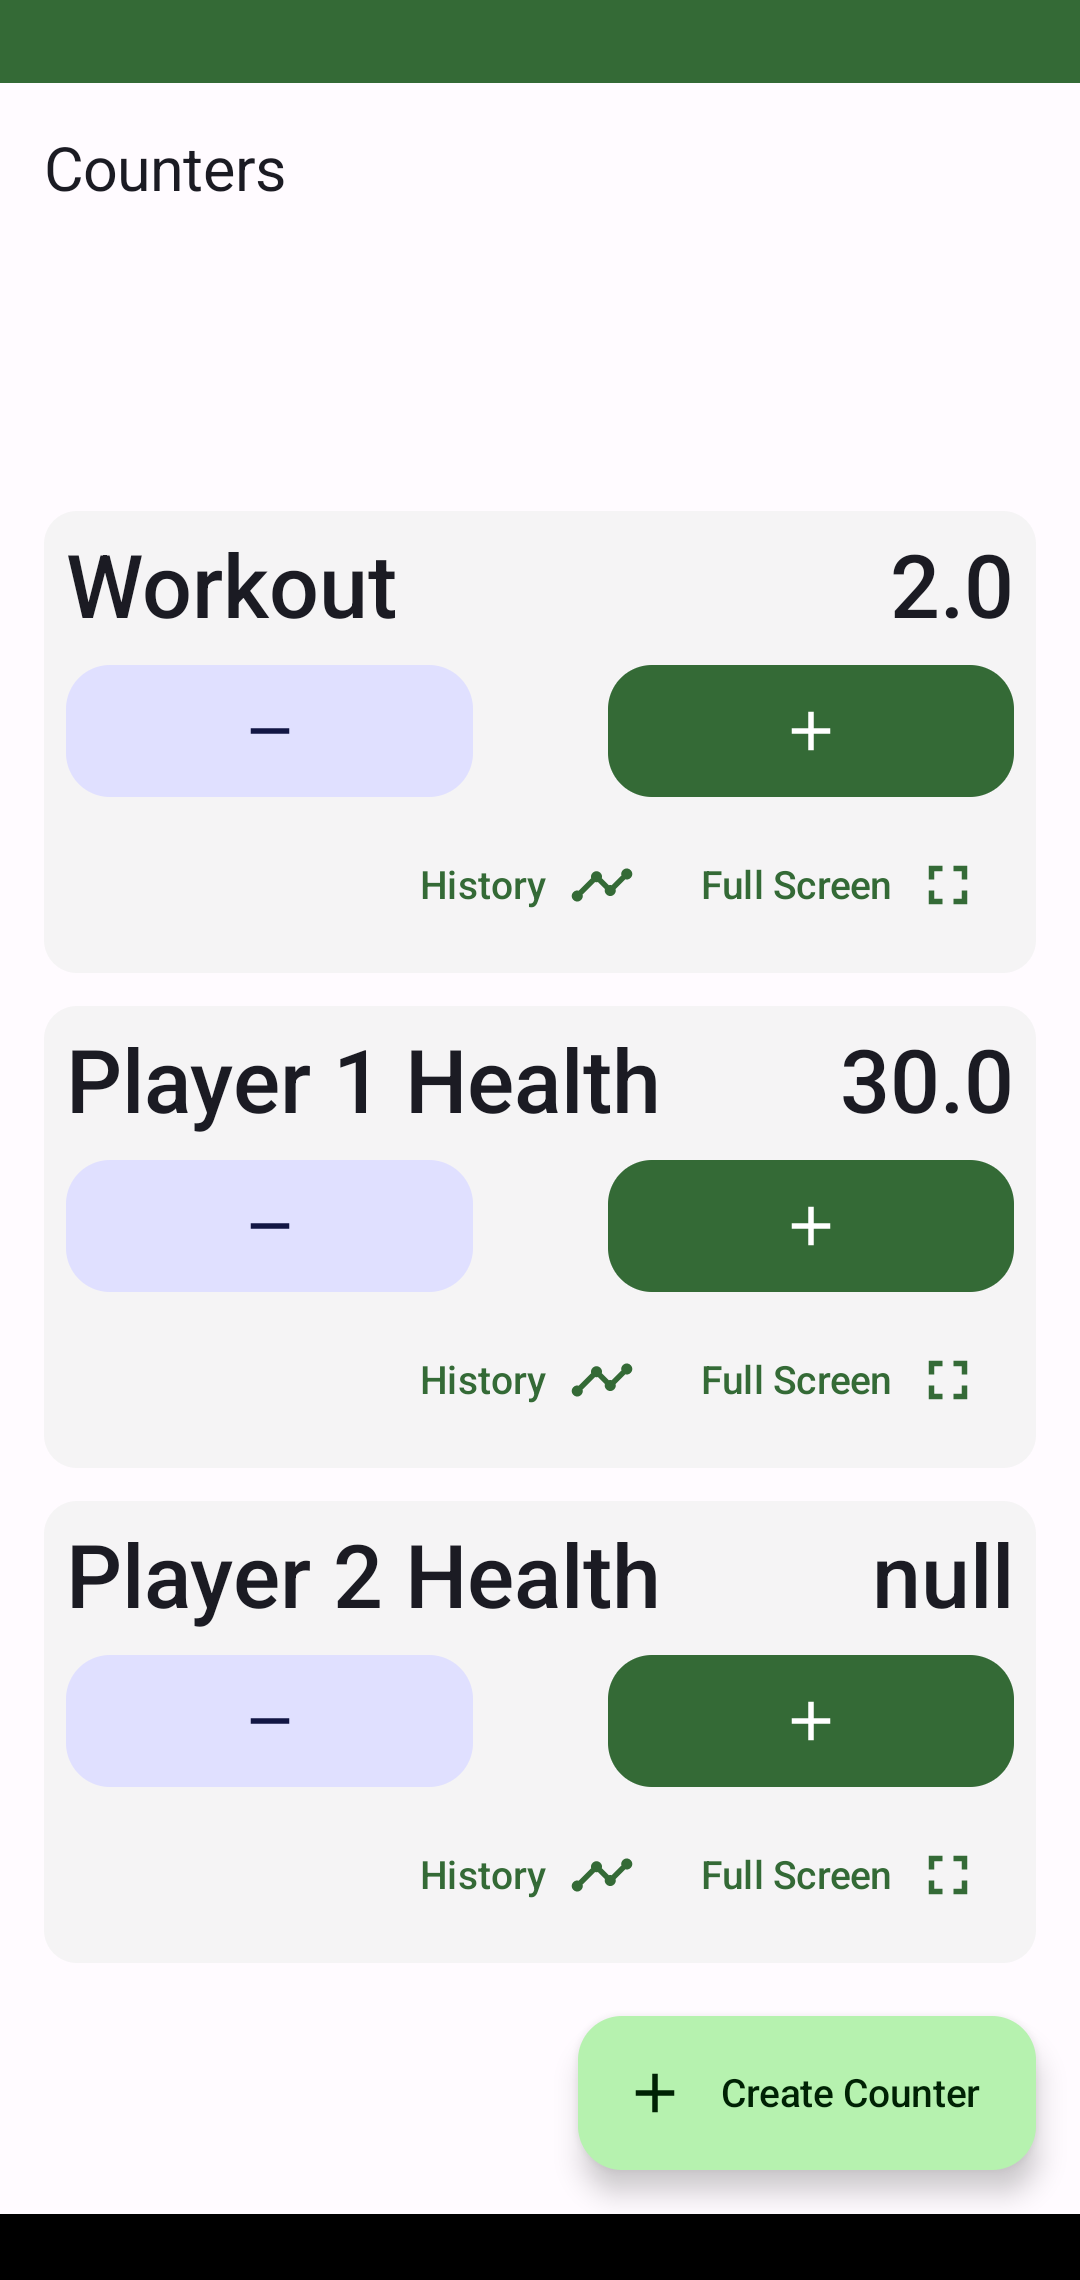 Counters
Workout 2.0
History Full Screen
Player 1 Health 30.0
History Full Screen
Player 2 Health null
History Full Screen
Create Counter